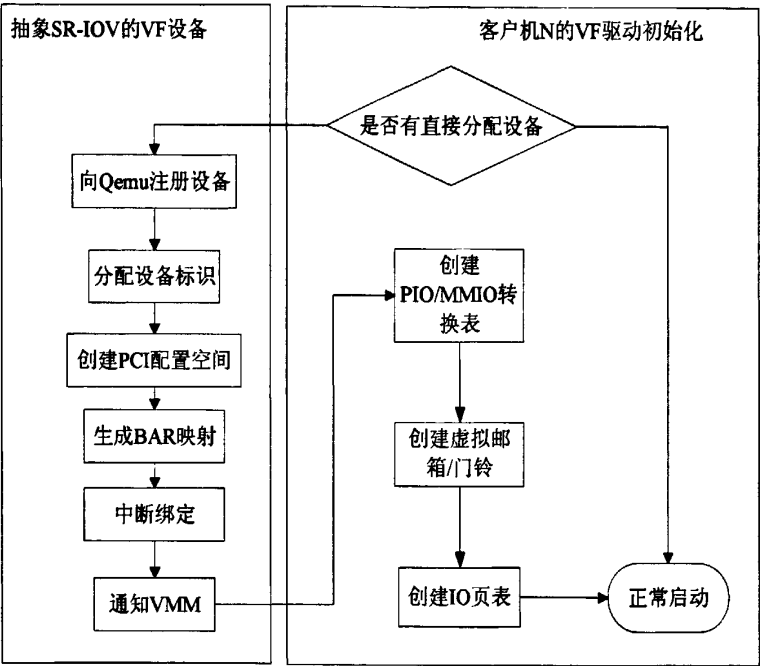 抽象SR-IOV的VF设备
客户机N的VF驱动初始化
是否有直接分配设备
向Qemu注册设备
分配设备标识
创建PCI配置空间
生成BAR映射
中断绑定
通知VMM
创建
PIO/MMIO转
换表
创建虚拟邮
箱/门铃
创建IO页表
正常启动